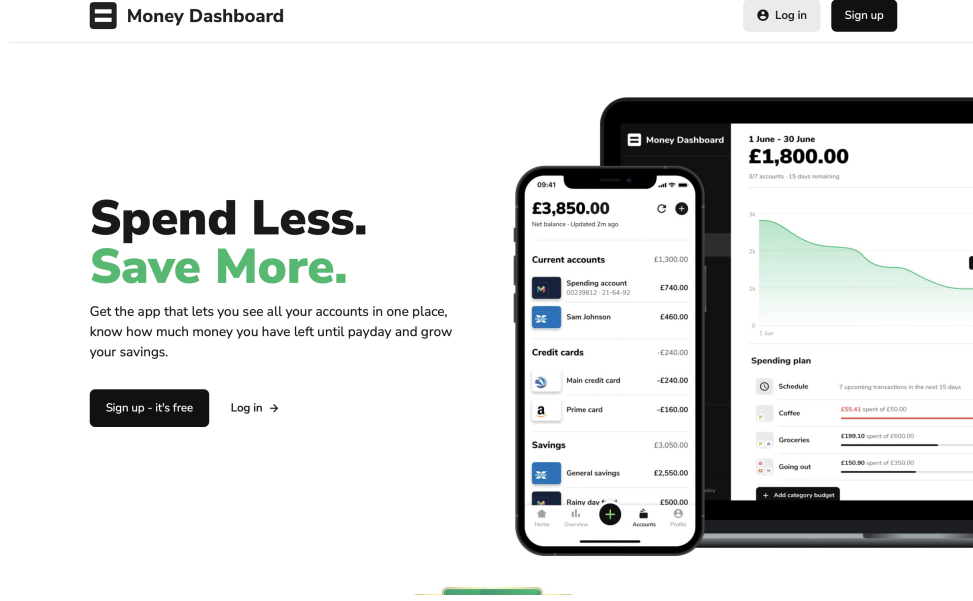 Money Dashboard
Log in
Sign up
Spend Less.
Save More.
Get the app that lets you see all your accounts in one place,
know how much money you have left until payday and grow
your savings.
Sign up - it's free
Log in →
09:41
£3,850.00
Net balance · Updated 2m ago
Current accounts £1,300.00
Spending account £740.00
00239812 · 21-64-92
Sam Johnson £460.00
Credit cards -£240.00
Main credit card -£240.00
Prime card -£160.00
Savings £3,050.00
General savings £2,550.00
Rainy day £500.00
Home Overview Accounts Profile
Money Dashboard
1 June - 30 June
£1,800.00
3/7 accounts · 15 days remaining
3k
2k
1k
0
1 Jun
Spending plan
Schedule 7 upcoming transactions in the next 15 days
Coffee £55.41 spent of £50.00
Groceries £199.10 spent of £600.00
Going out £150.90 spent of £350.00
+ Add category budget